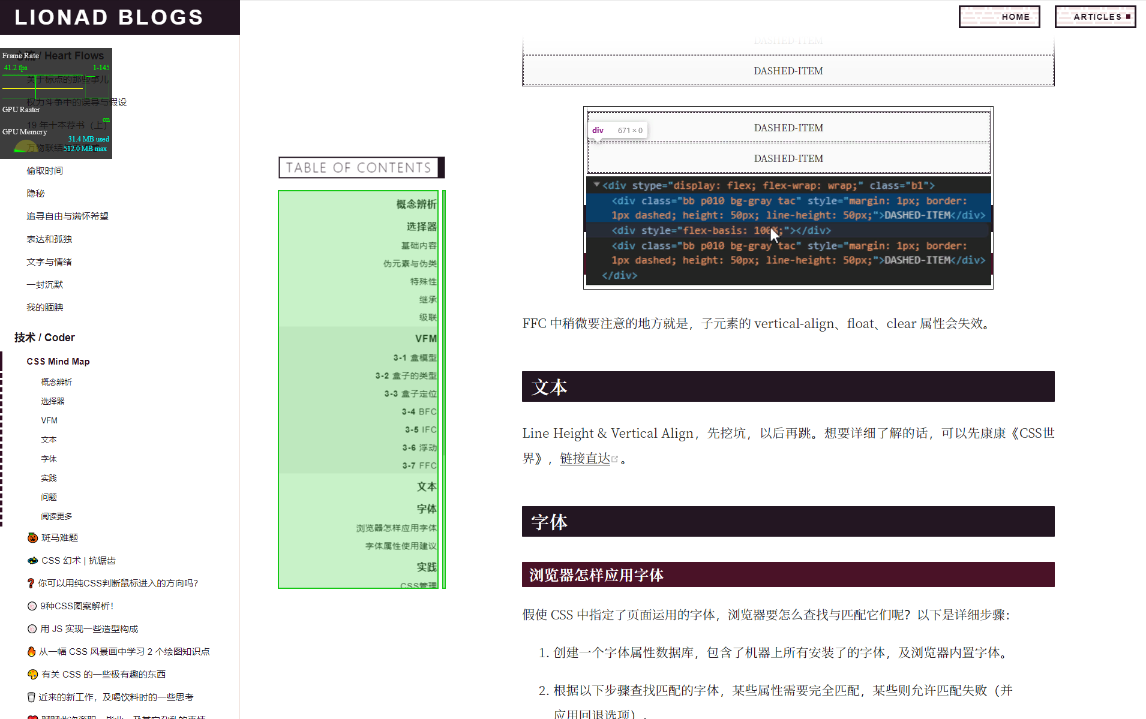 LIONAD BLOGS
HOME
ARTICLES
/ Heart Flows
Frame Rate
41.2 fps
1-145
GPU Raster
on
GPU Memory
31.4 MB used
512.0 MB max
偷取时间
隐秘
追寻自由与满怀希望
表达和孤独
文字与情绪
一封沉默
我的腼腆
技术 / Coder
CSS Mind Map
概念辨析
选择器
VFM
文本
字体
实践
问题
阅读更多
斑马难题
CSS 幻术 | 抗锯齿
你可以用纯CSS判断鼠标进入的方向吗?
9种CSS图案解析!
用 JS 实现一些造型构成
从一幅 CSS 风景画中学习 2 个绘图知识点
有关 CSS 的一些极有趣的东西
近来的新工作，及喝饮料时的一些思考
TABLE OF CONTENTS
概念辨析
选择器
基础内容
伪元素与伪类
特殊性
继承
级联
VFM
3-1 盒模型
3-2 盒子的类型
3-3 盒子定位
3-4 BFC
3-5 IFC
3-6 浮动
3-7 FFC
文本
字体
浏览器怎样应用字体
字体属性使用建议
实践
CSS管理
DASHED-ITEM
DASHED-ITEM
DASHED-ITEM
div 671 × 0
DASHED-ITEM
<div stype="display: flex; flex-wrap: wrap;" class="bl">
<div class="bb p010 bg-gray tac" style="margin: 1px; border:
1px dashed; height: 50px; line-height: 50px;">DASHED-ITEM</div>
<div style="flex-basis: 100%;"></div>
<div class="bb p010 bg-gray tac" style="margin: 1px; border:
1px dashed; height: 50px; line-height: 50px;">DASHED-ITEM</div>
</div>
FFC 中稍微要注意的地方就是，子元素的 vertical-align、float、clear 属性会失效。
文本
Line Height & Vertical Align，先挖坑，以后再跳。想要详细了解的话，可以先康康《CSS世
界》，链接直达。
字体
浏览器怎样应用字体
假使 CSS 中指定了页面运用的字体，浏览器要怎么查找与匹配它们呢？以下是详细步骤：
1. 创建一个字体属性数据库，包含了机器上所有安装了的字体，及浏览器内置字体。
2. 根据以下步骤查找匹配的字体，某些属性需要完全匹配，某些则允许匹配失败（并
应用回退选项）。